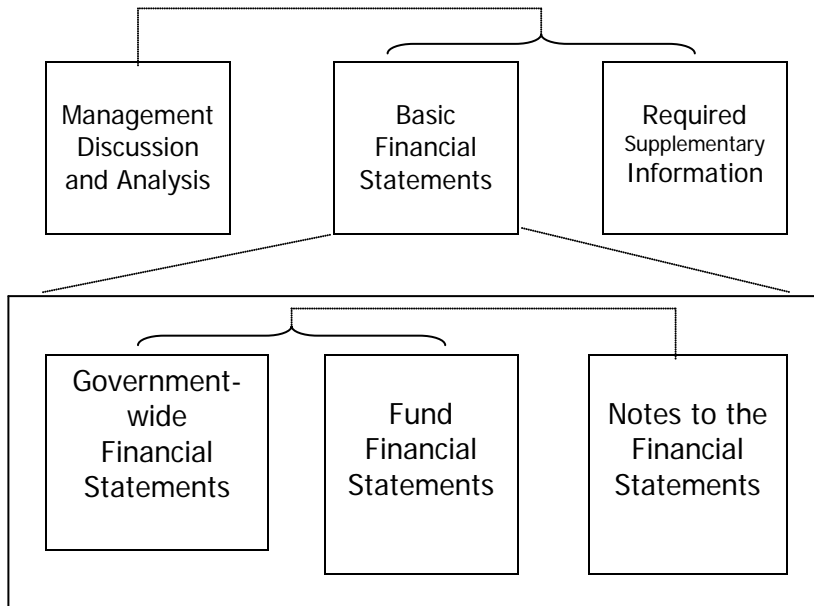 Management
Discussion
and Analysis
Basic
Financial
Statements
Required
Supplementary
Information
Government-
wide
Financial
Statements
Fund
Financial
Statements
Notes to the
Financial
Statements